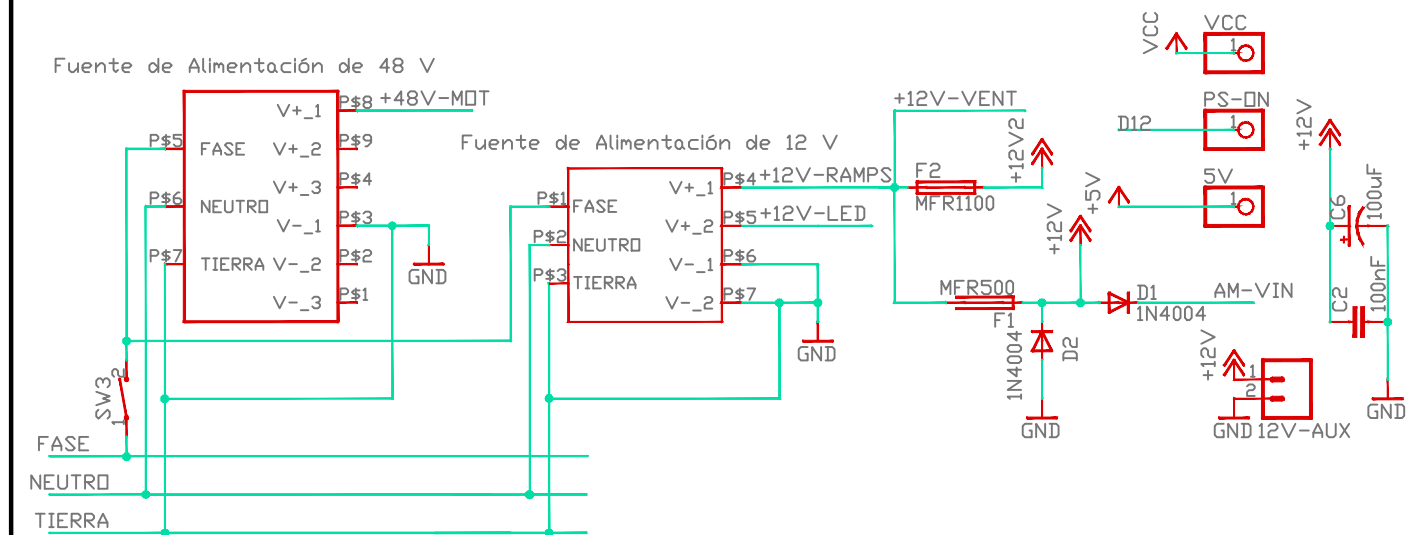 Fuente de Alimentación de 48 V
V+_1
P$8
+48V-MOT
P$5
FASE
V+_2
P$9
V+_3
P$4
P$6
NEUTRO
V-_1
P$3
P$7
TIERRA
V-_2
P$2
V-_3
P$1
GND
Fuente de Alimentación de 12 V
P$1
FASE
V+_1
P$4
+12V-RAMPS
P$2
NEUTRO
V+_2
P$5
+12V-LED
P$3
TIERRA
V-_1
P$6
V-_2
P$7
GND
SW3
2
1
FASE
NEUTRO
TIERRA
+12V-VENT
F2
MFR1100
+12V2
+12V
MFR500
F1
D1
1N4004
AM-VIN
1N4004
D2
GND
VCC
VCC
1
PS-ON
D12
1
5V
+5V
1
+12V
C6
+
100uF
C2
100nF
GND
+12V
1
2
GND
12V-AUX